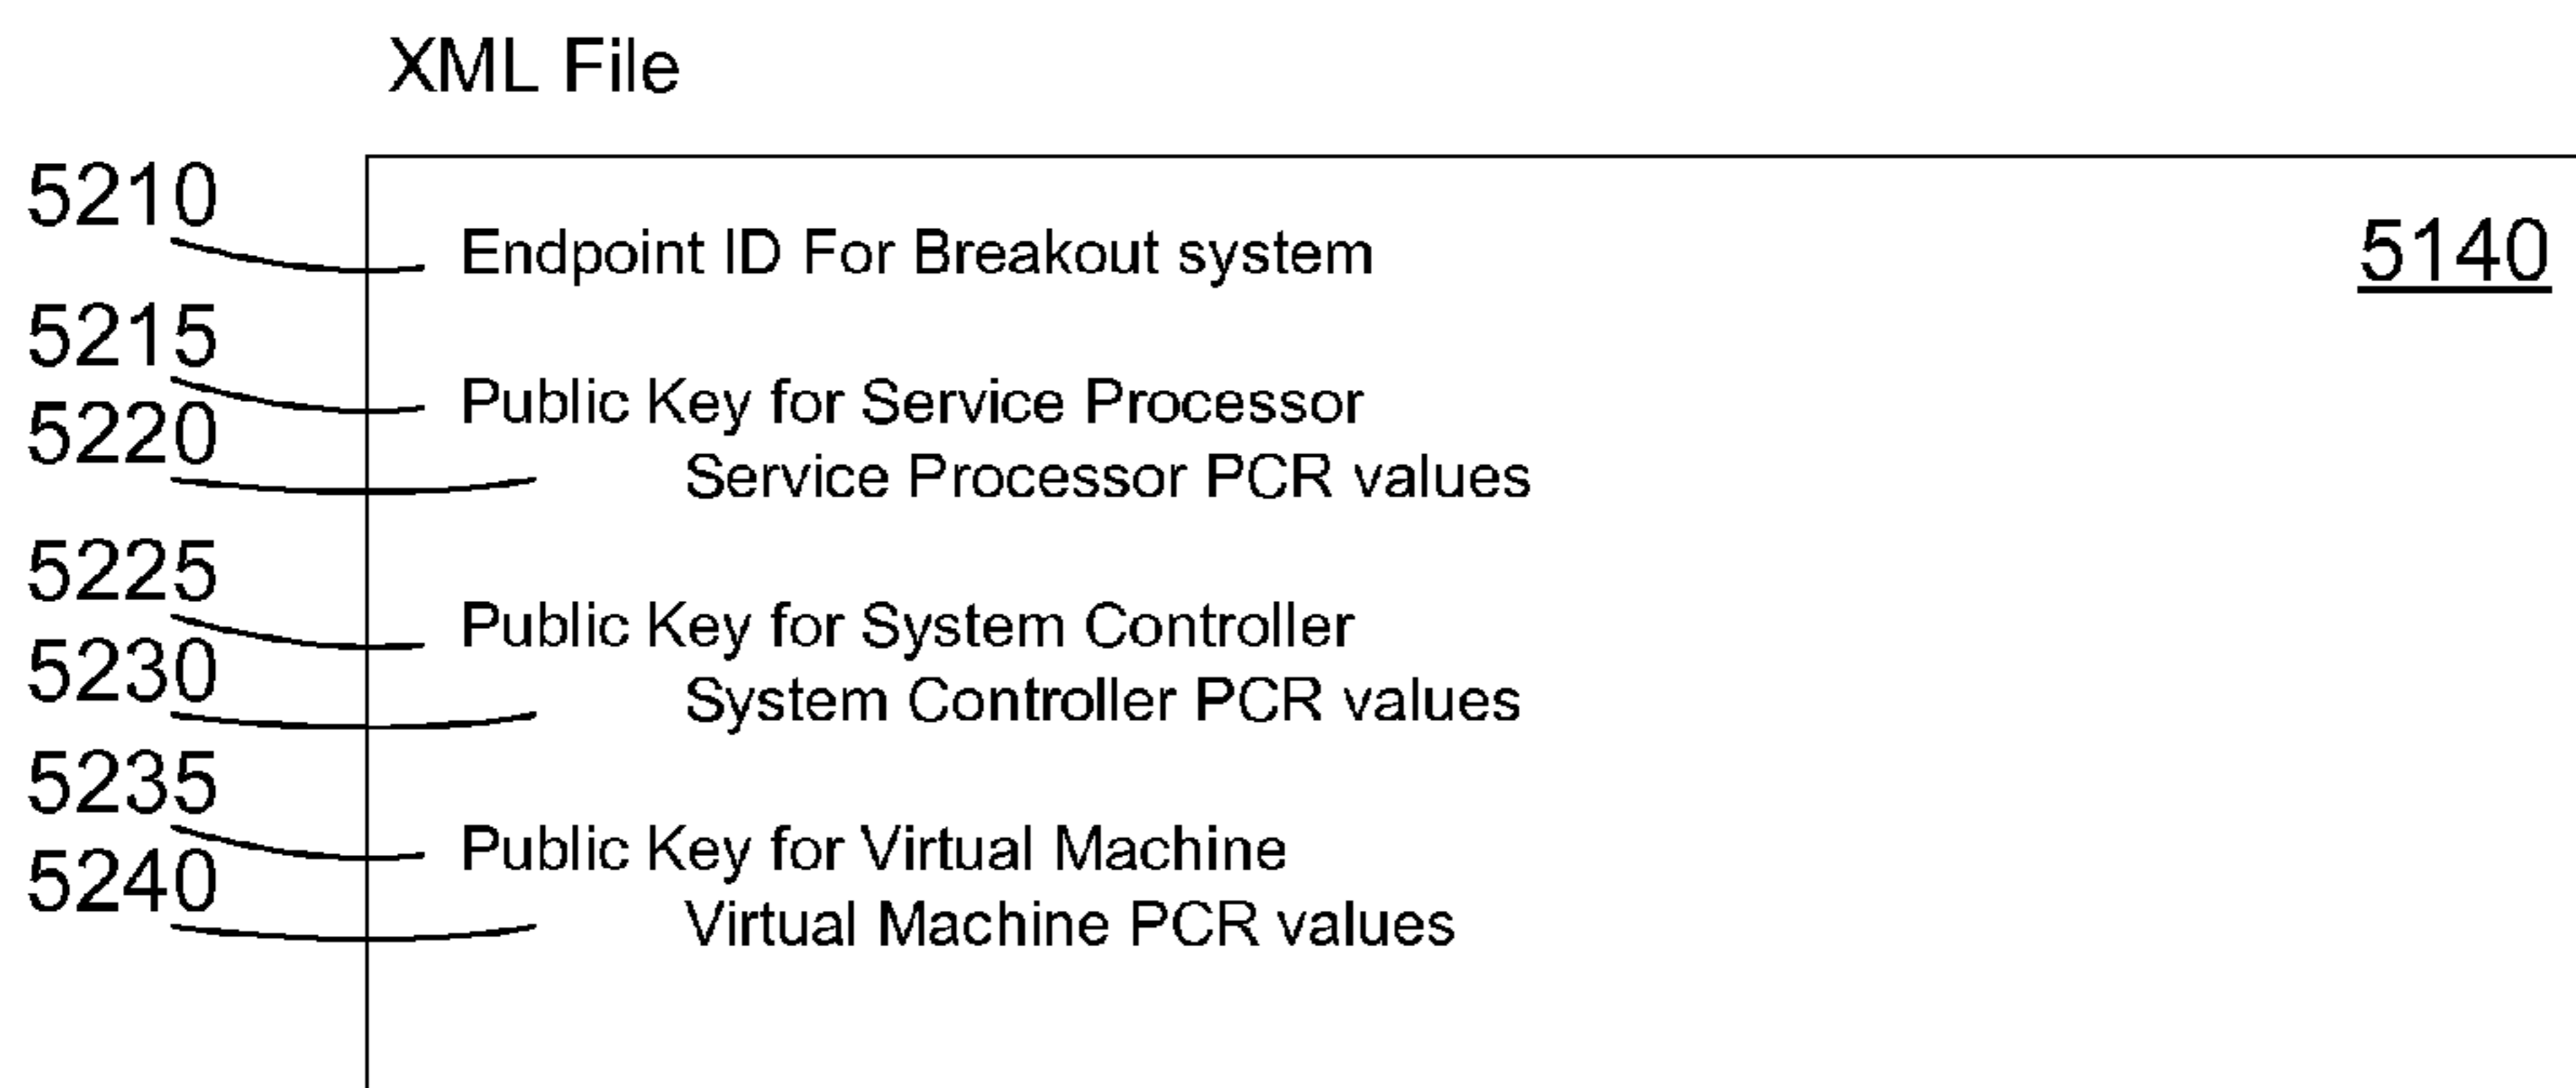 XML File
5210
Endpoint ID For Breakout system
5140
5215
Public Key for Service Processor
5220
Service Processor PCR values
5225
Public Key for System Controller
5230
System Controller PCR values
5235
Public Key for Virtual Machine
5240
Virtual Machine PCR values